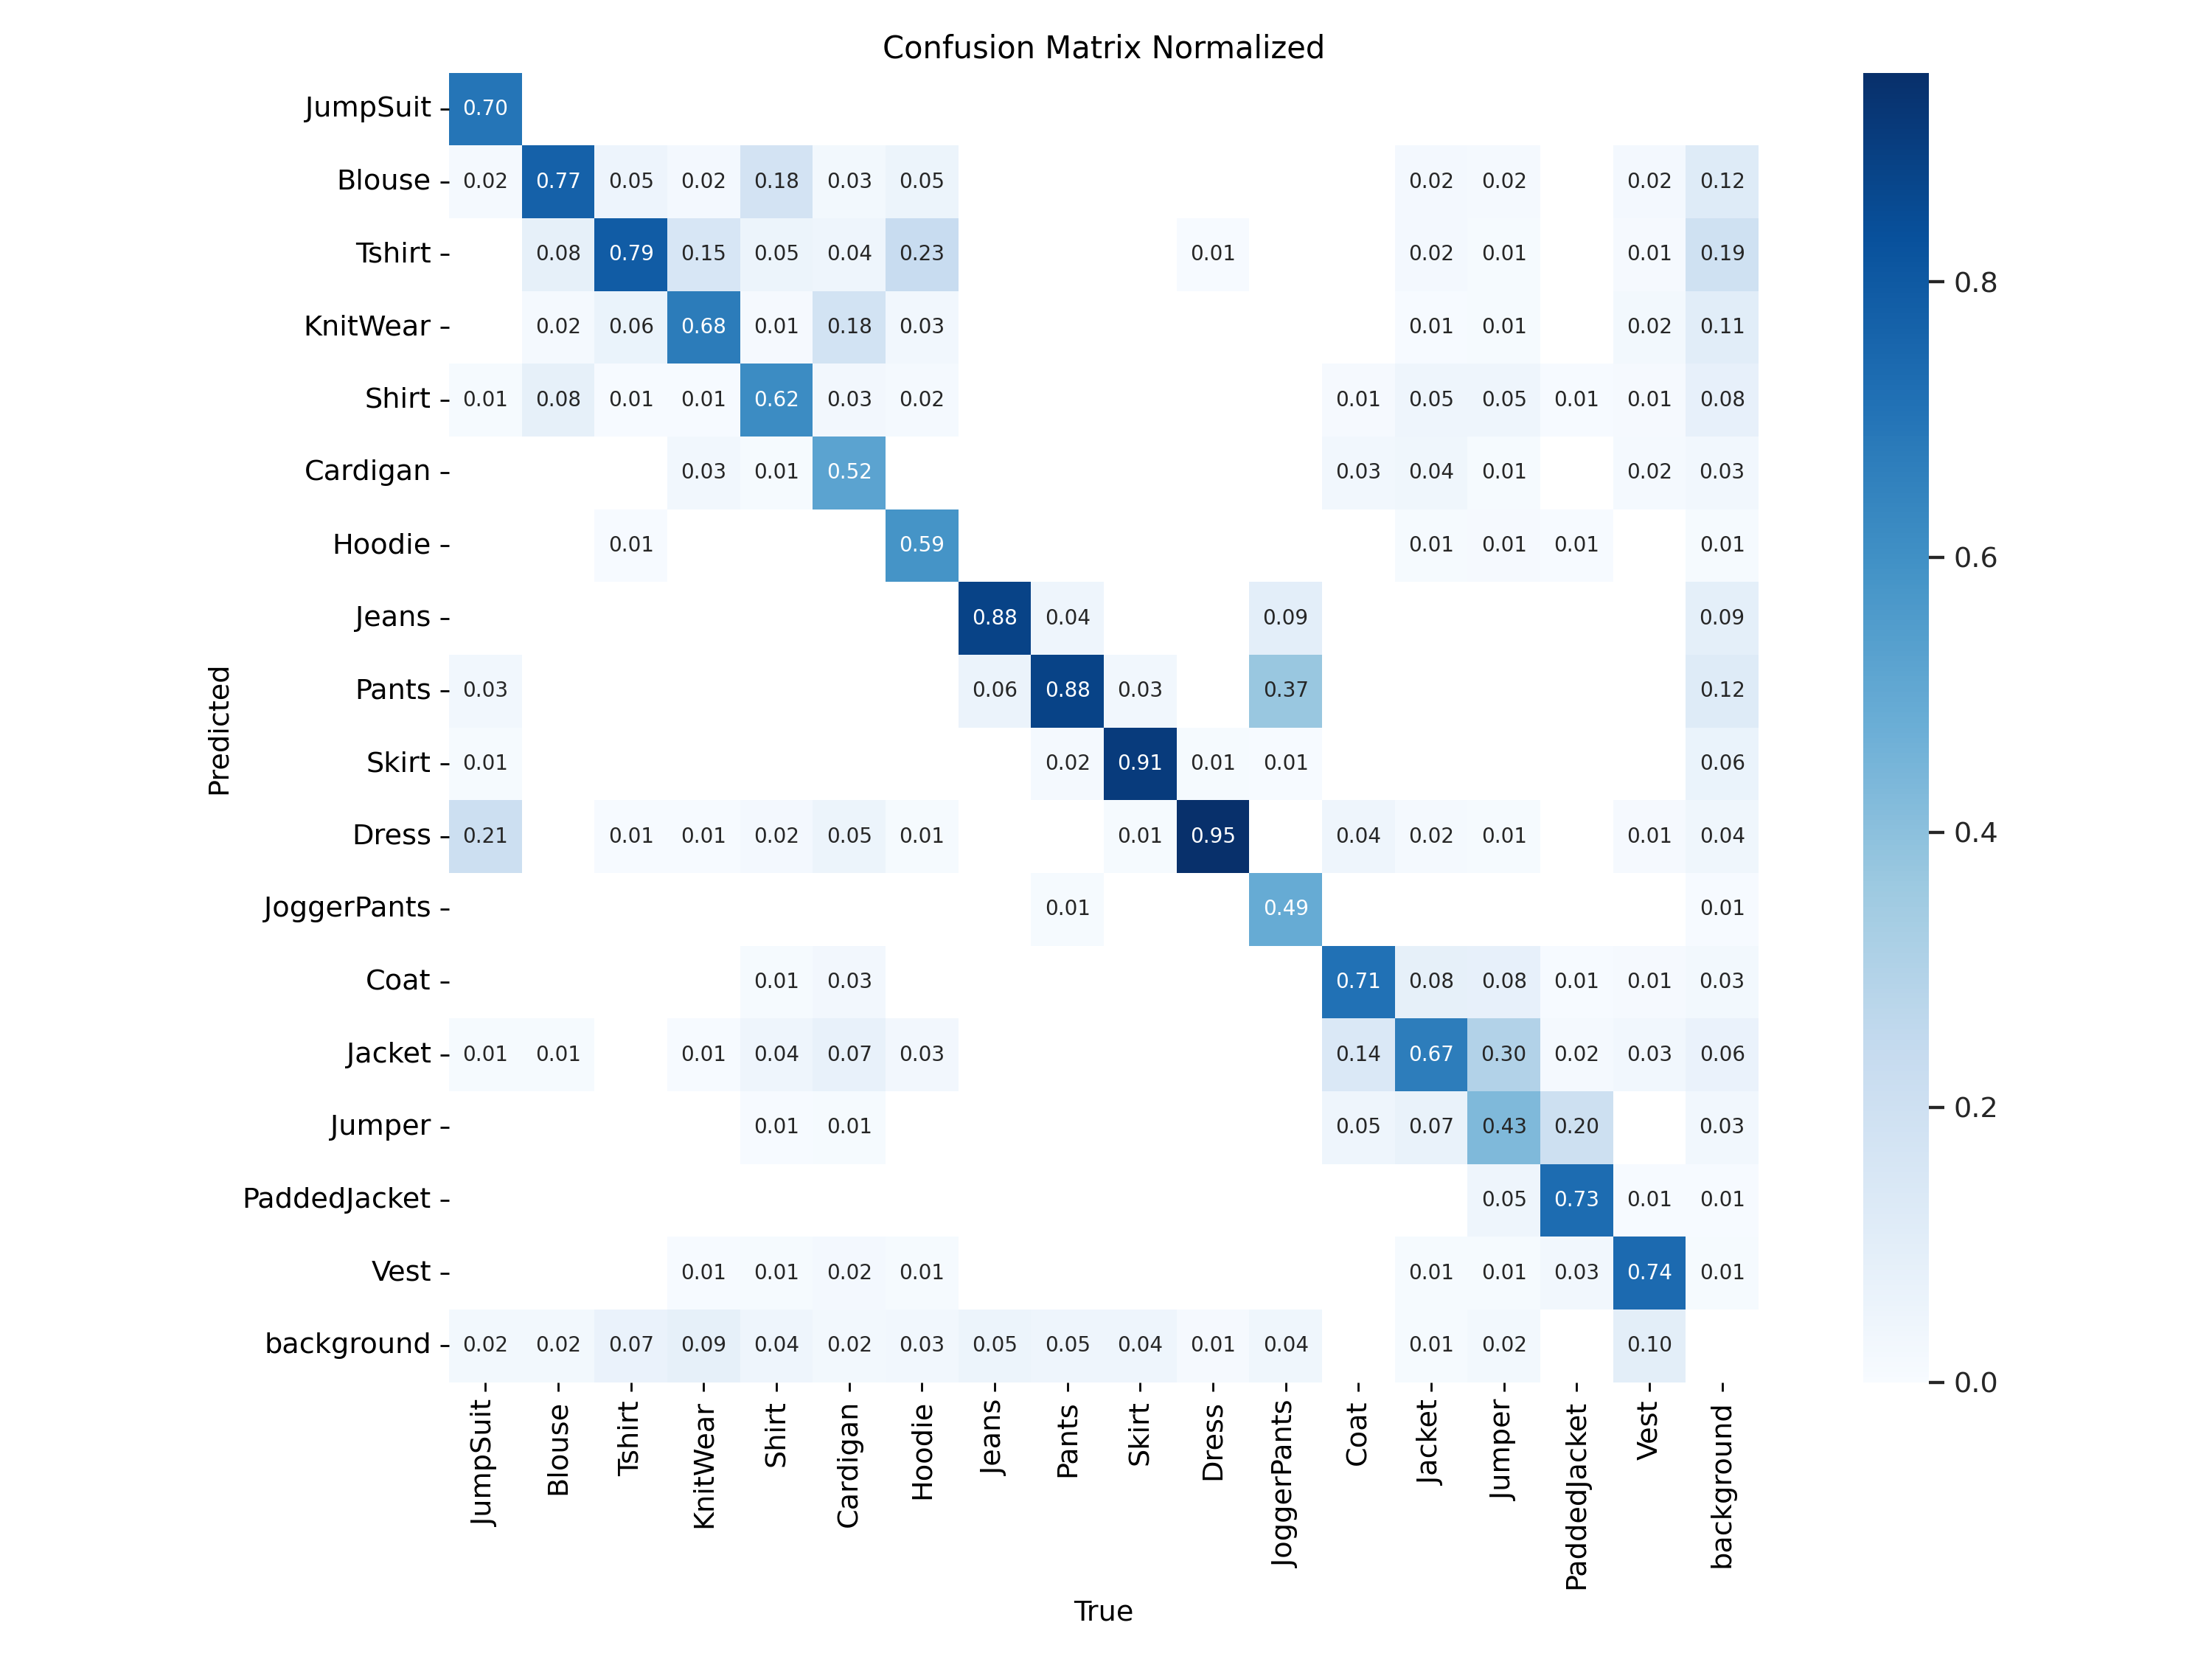 Confusion Matrix Normalized
JumpSuit 0.70
Blouse 0.02 0.77 0.05 0.02 0.18 0.03 0.05 0.02 0.02 0.02 0.12
Tshirt 0.08 0.79 0.15 0.05 0.04 0.23 0.01 0.02 0.01 0.01 0.19
0.8
KnitWear 0.02 0.06 0.68 0.01 0.18 0.03 0.01 0.01 0.02 0.11
Shirt 0.01 0.08 0.01 0.01 0.62 0.03 0.02 0.01 0.05 0.05 0.01 0.01 0.08
Cardigan 0.03 0.01 0.52 0.03 0.04 0.01 0.02 0.03
Hoodie 0.01 0.59 0.01 0.01 0.01 0.01
0.6
Jeans 0.88 0.04 0.09 0.09
Pants 0.03 0.06 0.88 0.03 0.37 0.12
Predicted
Skirt 0.01 0.02 0.91 0.01 0.01 0.06
Dress 0.21 0.01 0.01 0.02 0.05 0.01 0.01 0.95 0.04 0.02 0.01 0.01 0.04
0.4
JoggerPants 0.01 0.49 0.01
Coat 0.01 0.03 0.71 0.08 0.08 0.01 0.01 0.03
Jacket 0.01 0.01 0.01 0.04 0.07 0.03 0.14 0.67 0.30 0.02 0.03 0.06
0.2
Jumper 0.01 0.01 0.05 0.07 0.43 0.20 0.03
PaddedJacket 0.05 0.73 0.01 0.01
Vest 0.01 0.01 0.02 0.01 0.01 0.01 0.03 0.74 0.01
background 0.02 0.02 0.07 0.09 0.04 0.02 0.03 0.05 0.05 0.04 0.01 0.04 0.01 0.02 0.10
0.0
JumpSuit Blouse Tshirt KnitWear Shirt Cardigan Hoodie Jeans Pants Skirt Dress JoggerPants Coat Jacket Jumper PaddedJacket Vest background
True